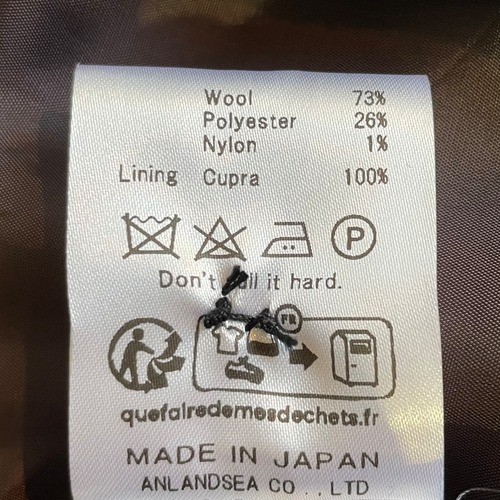 Wool 73%
Polyester 26%
Nylon 1%
Lining Cupra 100%
P
Don't it hard.
FR
quefairedemesdechets.fr
MADE IN JAPAN
ANLANDSEA CO ., LTD